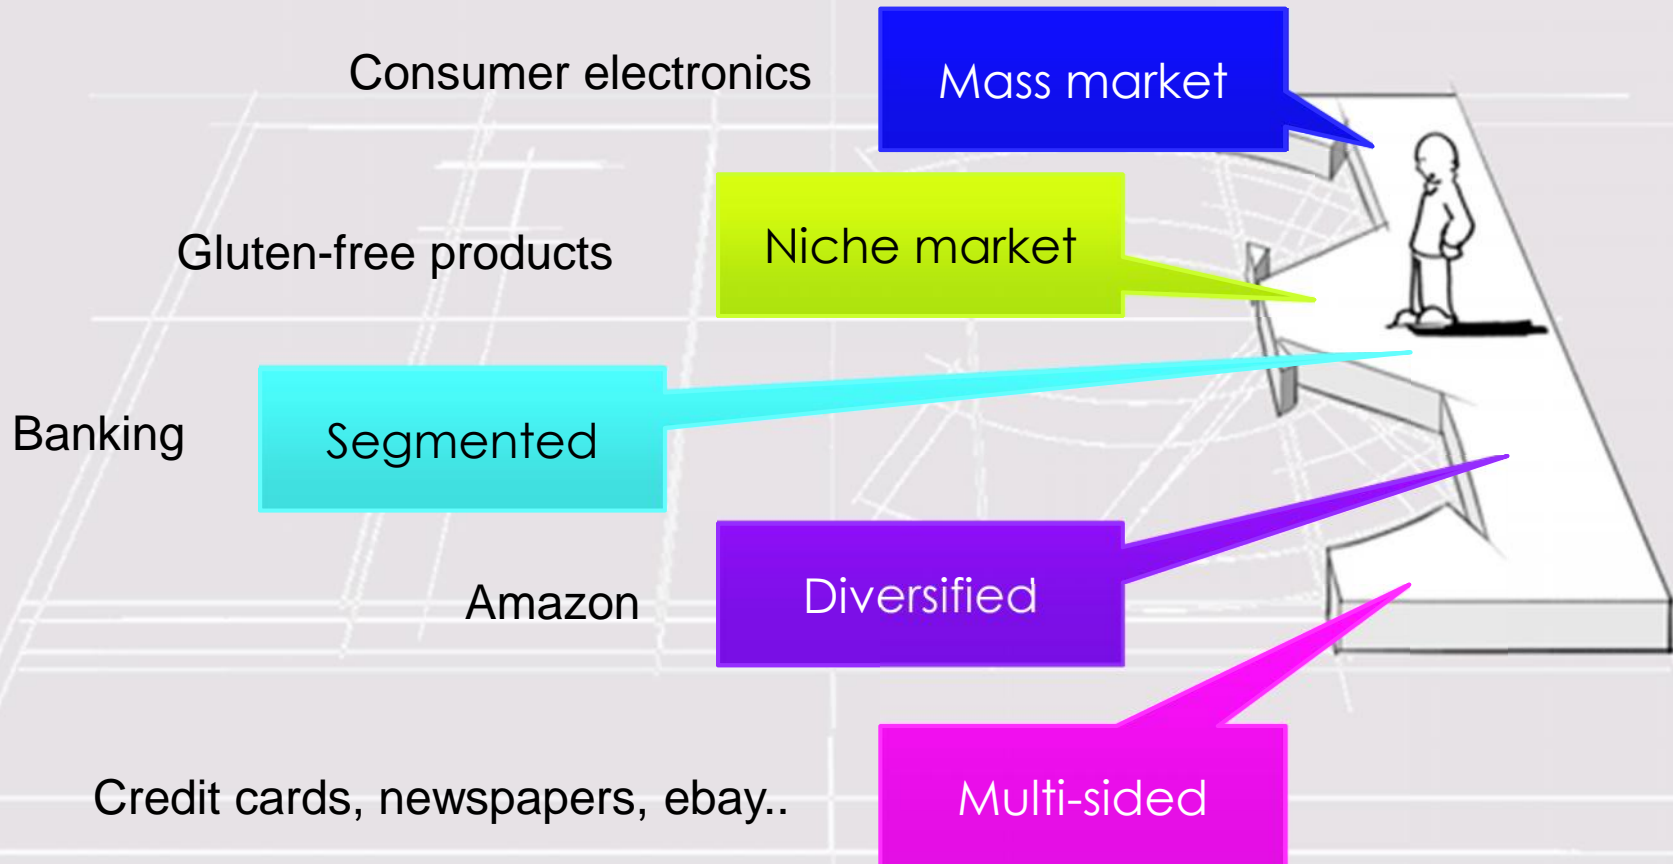 Consumer electronics
Mass market
Gluten-free products
Niche market
Banking
Segmented
Amazon
Diversified
Credit cards, newspapers, ebay..
Multi-sided